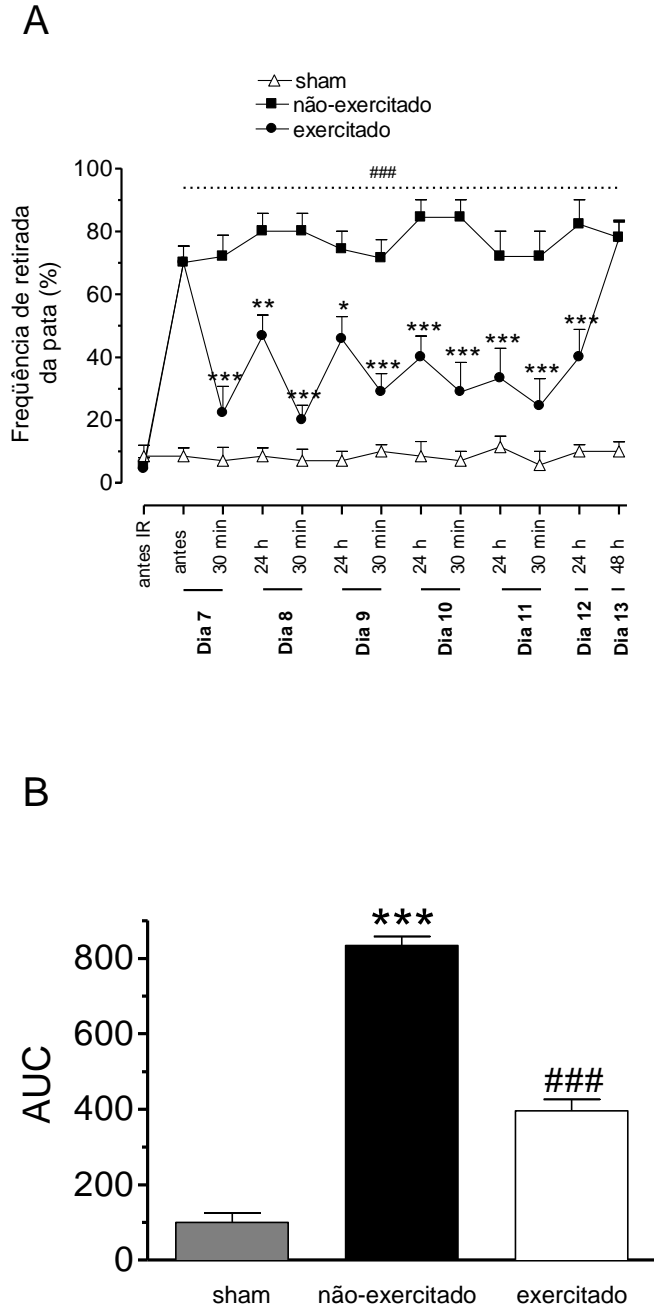 A
sham
não-exercitado
exercitado
###
100
80
60
40
20
0
Freqüência de retirada
da pata (%)
***
**
***
*
***
***
***
***
***
***
antes IR
antes
30 min
24 h
30 min
24 h
30 min
24 h
30 min
24 h
30 min
24 h
48 h
Dia 7
Dia 8
Dia 9
Dia 10
Dia 11
Dia 12
Dia 13
B
***
###
800
600
400
200
0
AUC
sham
não-exercitado
exercitado